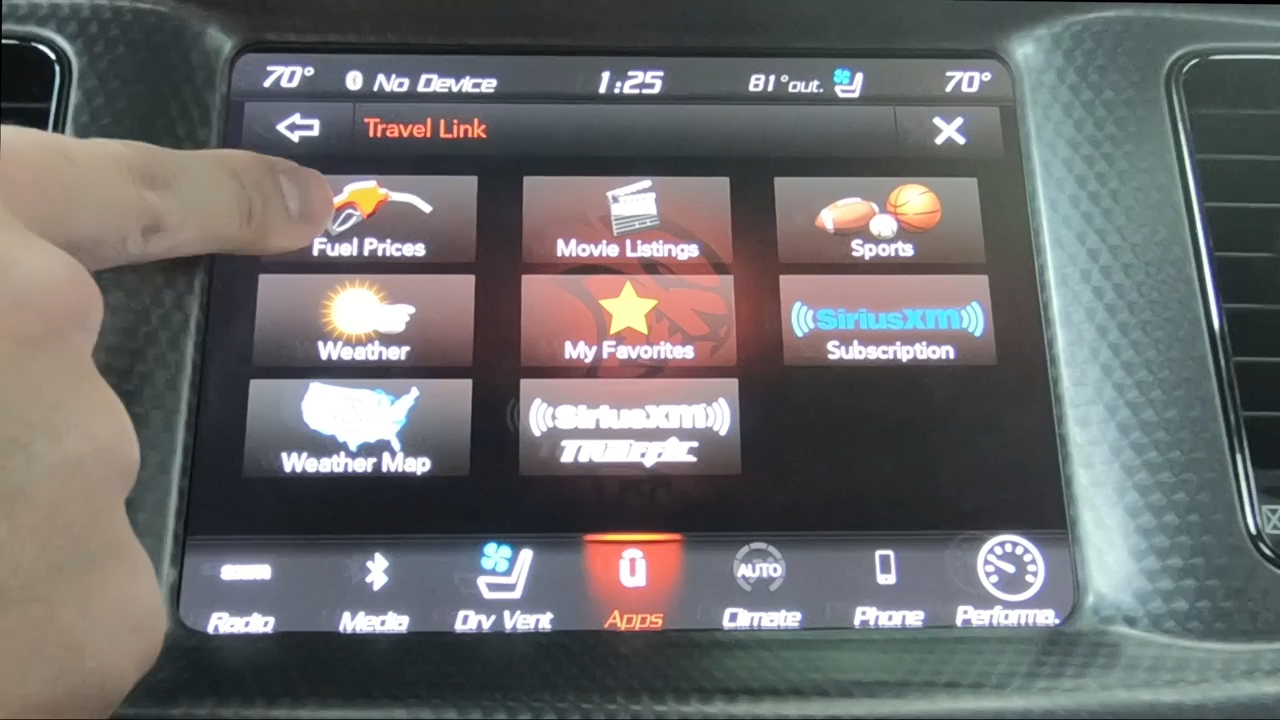 70° No Device 1:25 81°out. 70°
Travel Link
Fuel Prices Movie Listings Sports
SiriusXM
Weather My Favorites Subscription
SiriusXM
Traffic
Weather Map
AUTO
Radio Media Drv Vent Apps Climate Phone Performa.